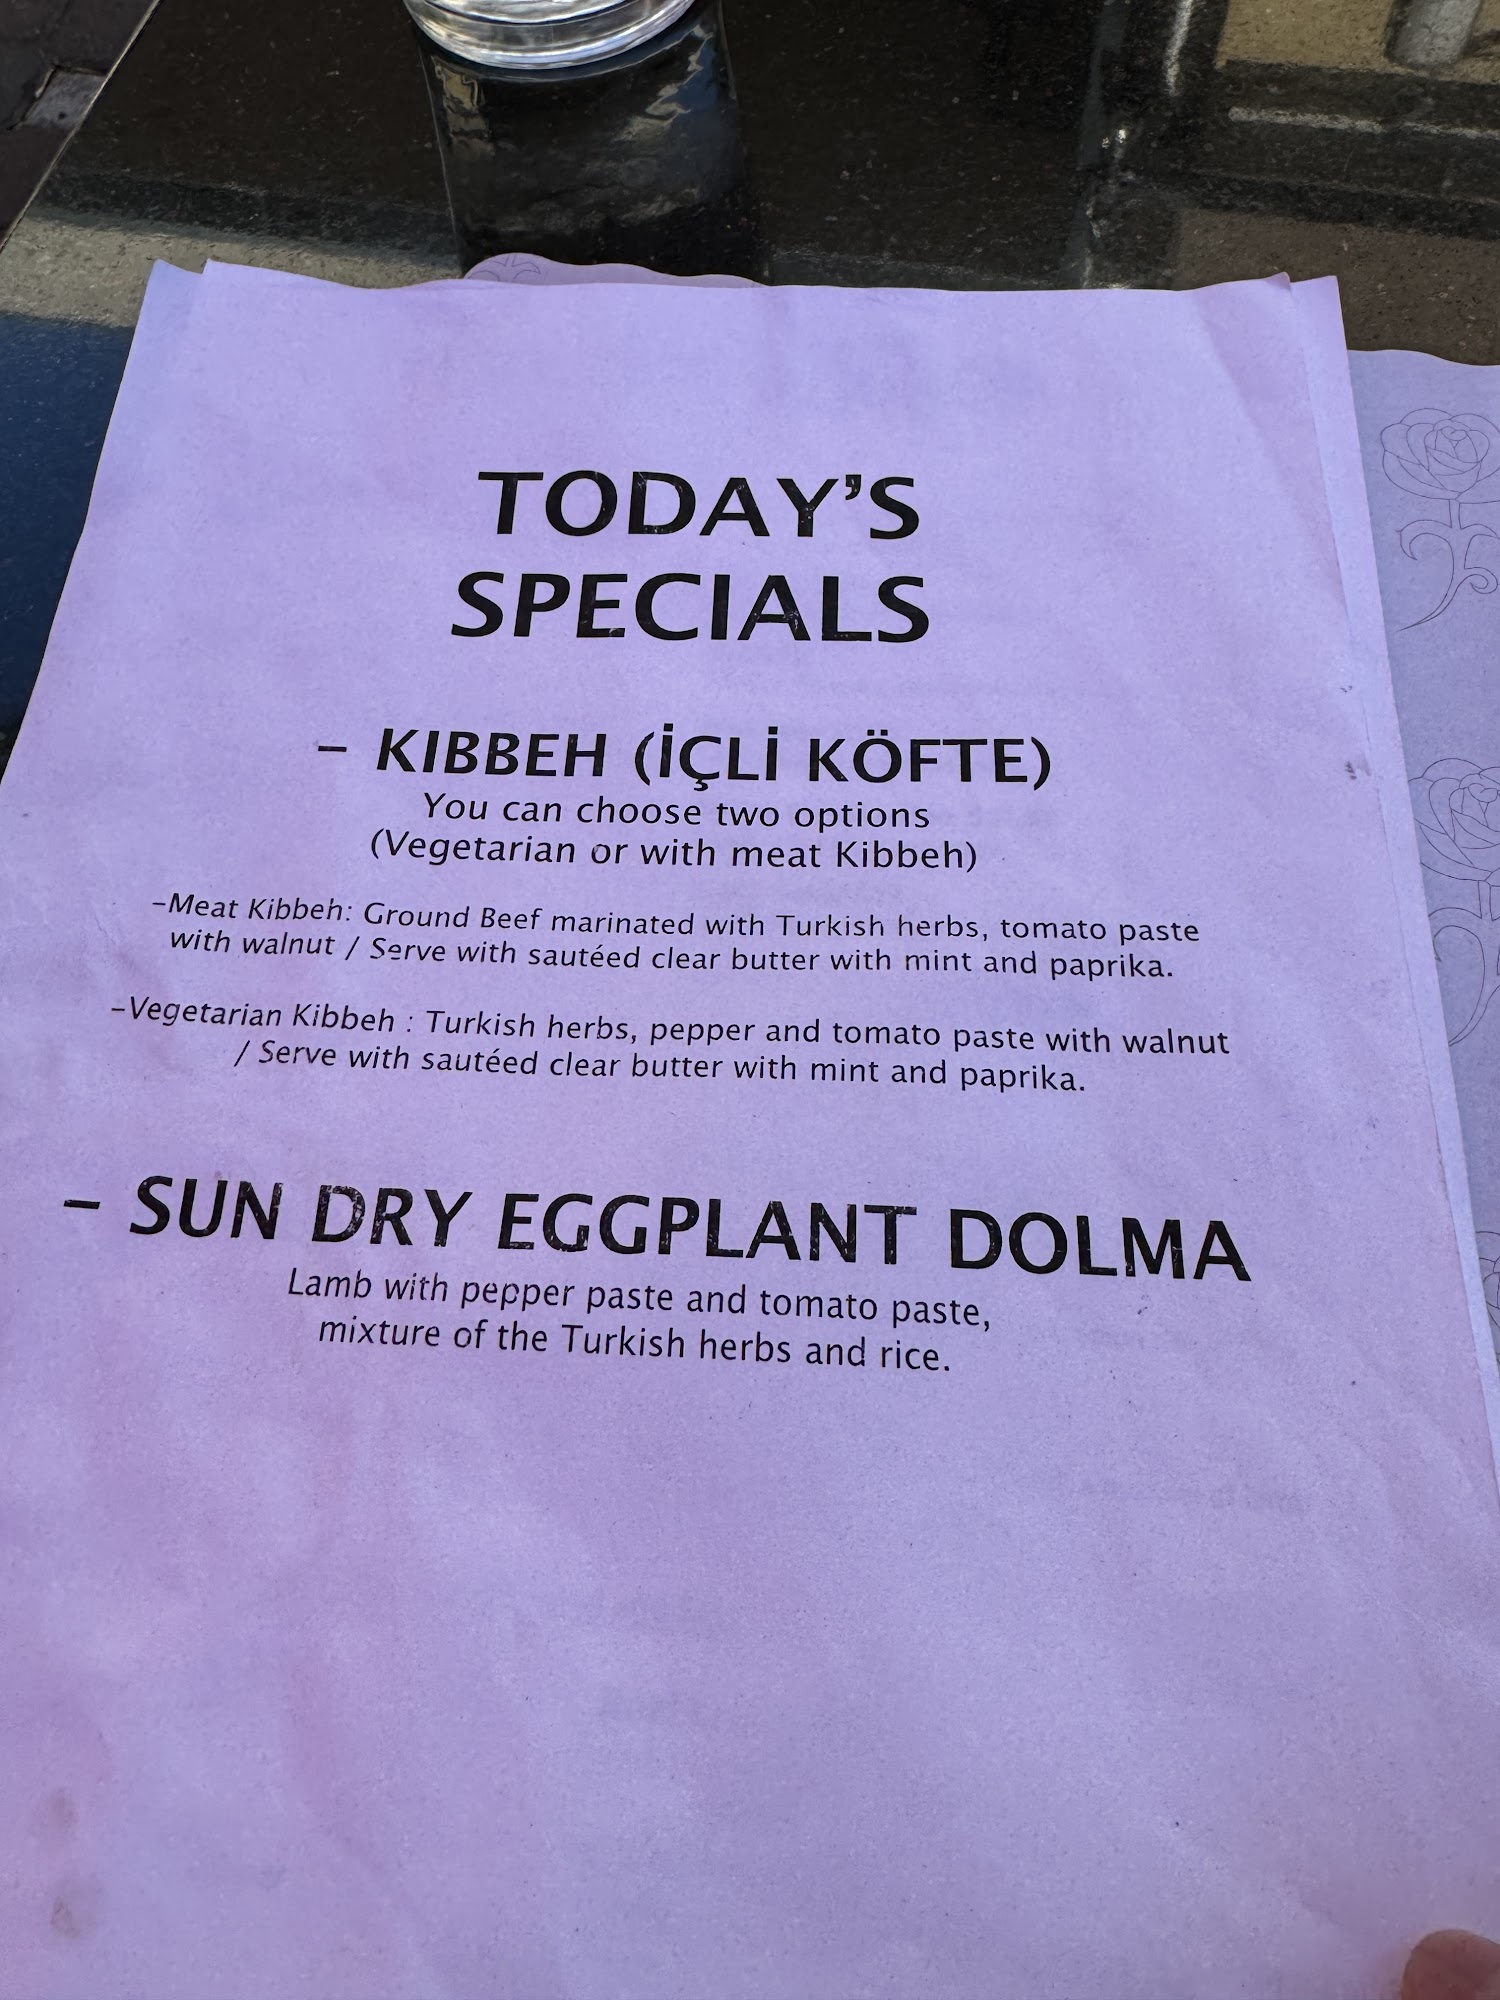 TODAY'S
SPECIALS
– KIBBEH (İÇLİ KÖFTE)
You can choose two options
(Vegetarian or with meat Kibbeh)
–Meat Kibbeh: Ground Beef marinated with Turkish herbs, tomato paste
with walnut / Serve with sautéed clear butter with mint and paprika.
–Vegetarian Kibbeh : Turkish herbs, pepper and tomato paste with walnut
/ Serve with sautéed clear butter with mint and paprika.
– SUN DRY EGGPLANT DOLMA
Lamb with pepper paste and tomato paste,
mixture of the Turkish herbs and rice.